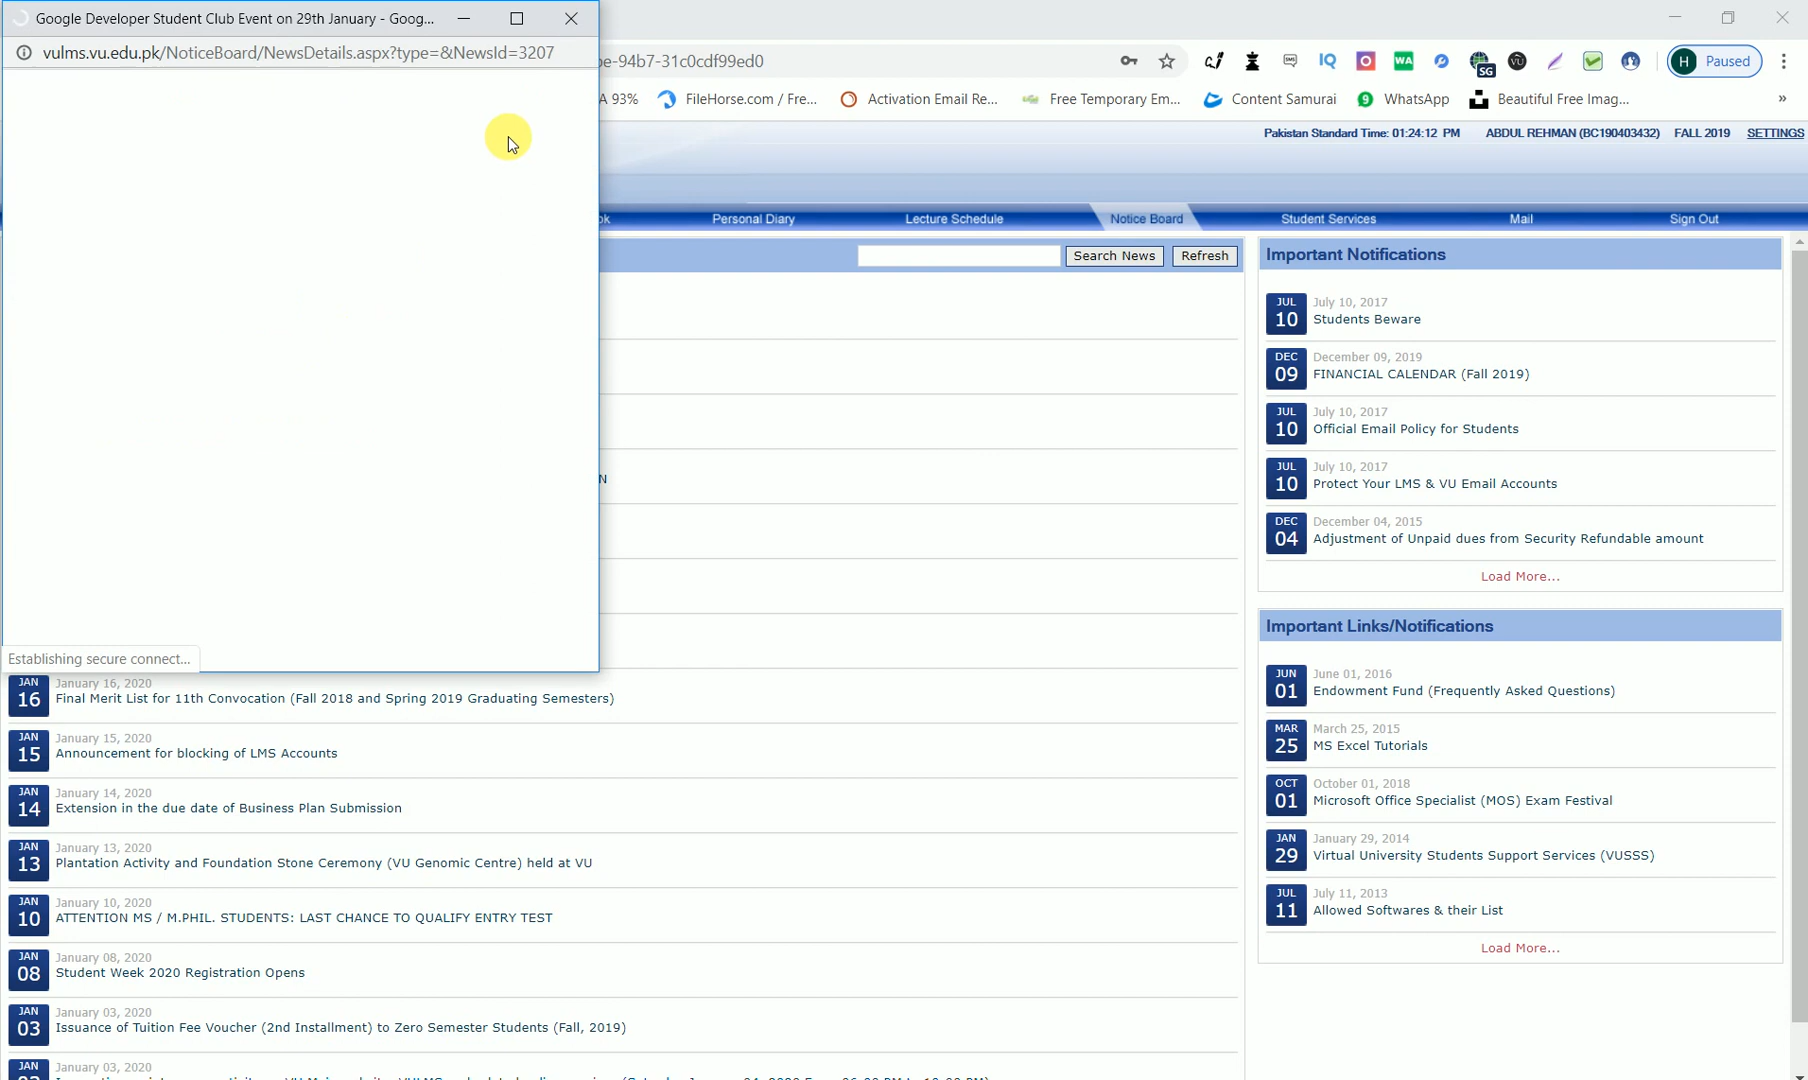 Google Developer Student Club Event on 29th January - Goog...
vulms.vu.edu.pk/NoticeBoard/NewsDetails.aspx?type=&NewsId=3207
e-94b7-31c0cdf99ed0
H Paused
A 93%
FileHorse.com / Fre...
Activation Email Re...
Free Temporary Em...
Content Samurai
WhatsApp
Beautiful Free Imag...
»
Pakistan Standard Time: 01:24:12 PM ABDUL REHMAN (BC190403432) FALL 2019 SETTINGS
Personal Diary
Lecture Schedule
Notice Board
Student Services
Mail
Sign Out
Search News
Refresh
N
Establishing secure connect...
JAN 16
January 16, 2020
Final Merit List for 11th Convocation (Fall 2018 and Spring 2019 Graduating Semesters)
JAN 15
January 15, 2020
Announcement for blocking of LMS Accounts
JAN 14
January 14, 2020
Extension in the due date of Business Plan Submission
JAN 13
January 13, 2020
Plantation Activity and Foundation Stone Ceremony (VU Genomic Centre) held at VU
JAN 10
January 10, 2020
ATTENTION MS / M.PHIL. STUDENTS: LAST CHANCE TO QUALIFY ENTRY TEST
JAN 08
January 08, 2020
Student Week 2020 Registration Opens
JAN 03
January 03, 2020
Issuance of Tuition Fee Voucher (2nd Installment) to Zero Semester Students (Fall, 2019)
JAN
January 03, 2020
Important Notifications
JUL 10
July 10, 2017
Students Beware
DEC 09
December 09, 2019
FINANCIAL CALENDAR (Fall 2019)
JUL 10
July 10, 2017
Official Email Policy for Students
JUL 10
July 10, 2017
Protect Your LMS & VU Email Accounts
DEC 04
December 04, 2015
Adjustment of Unpaid dues from Security Refundable amount
Load More...
Important Links/Notifications
JUN 01
June 01, 2016
Endowment Fund (Frequently Asked Questions)
MAR 25
March 25, 2015
MS Excel Tutorials
OCT 01
October 01, 2018
Microsoft Office Specialist (MOS) Exam Festival
JAN 29
January 29, 2014
Virtual University Students Support Services (VUSSS)
JUL 11
July 11, 2013
Allowed Softwares & their List
Load More...